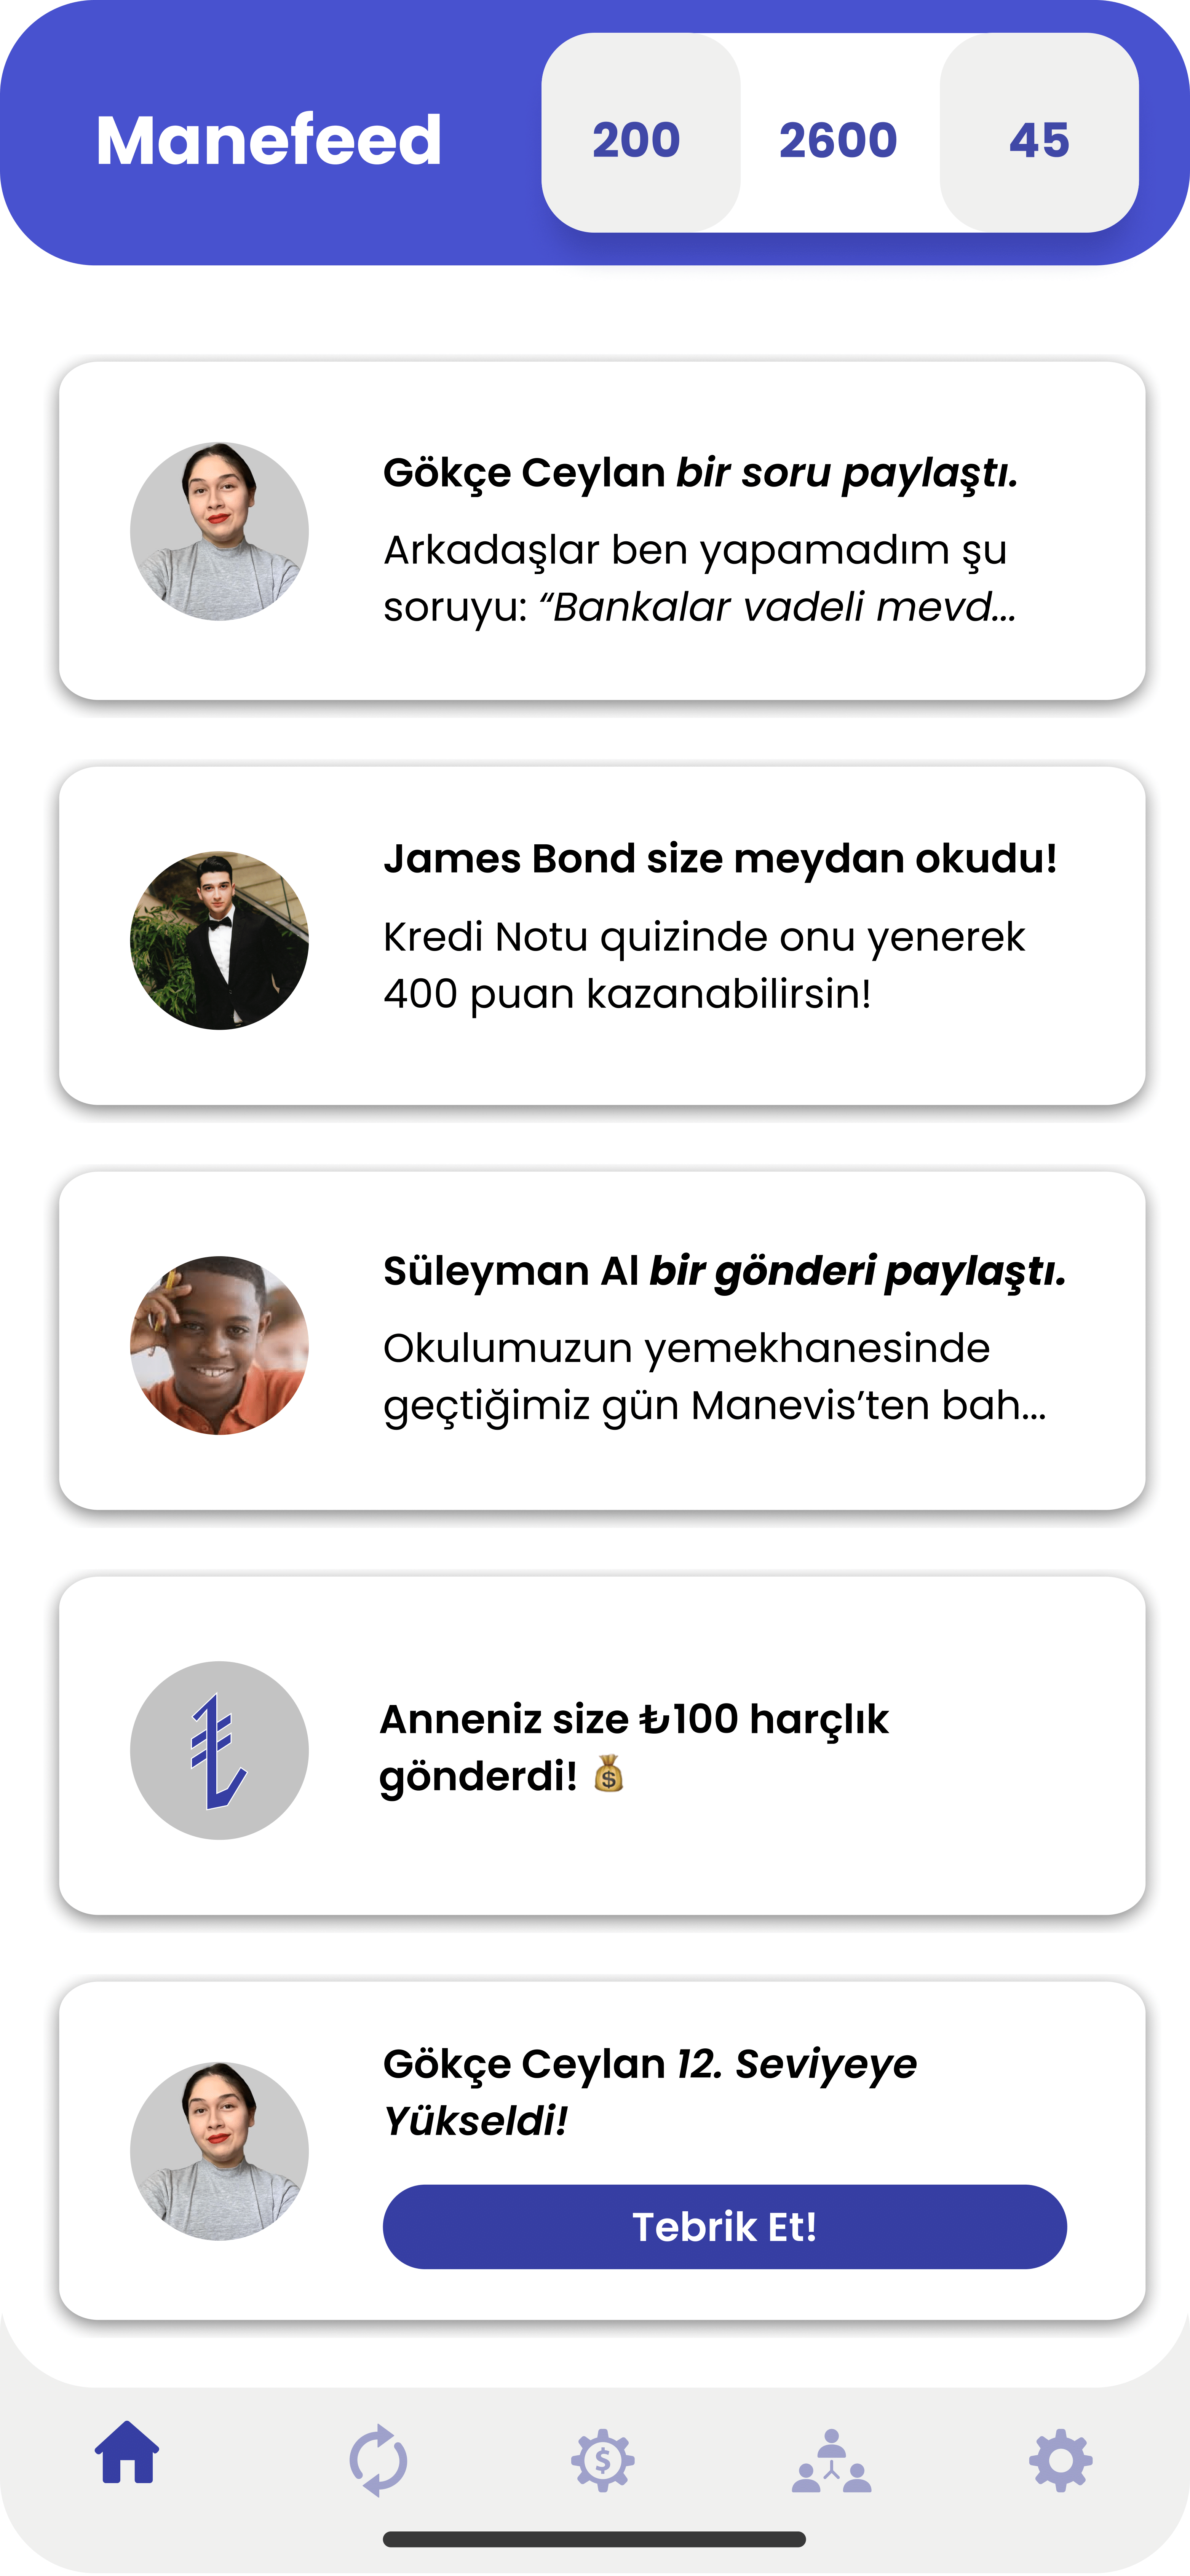 Manefeed
200
2600
45
Gökçe Ceylan bir soru paylaştı.
Arkadaşlar ben yapamadım şu
soruyu: “Bankalar vadeli mevd...
James Bond size meydan okudu!
Kredi Notu quizinde onu yenerek
400 puan kazanabilirsin!
Süleyman Al bir gönderi paylaştı.
Okulumuzun yemekhanesinde
geçtiğimiz gün Manevis’ten bah...
Anneniz size ₺100 harçlık
gönderdi! 💰
Gökçe Ceylan 12. Seviyeye
Yükseldi!
Tebrik Et!